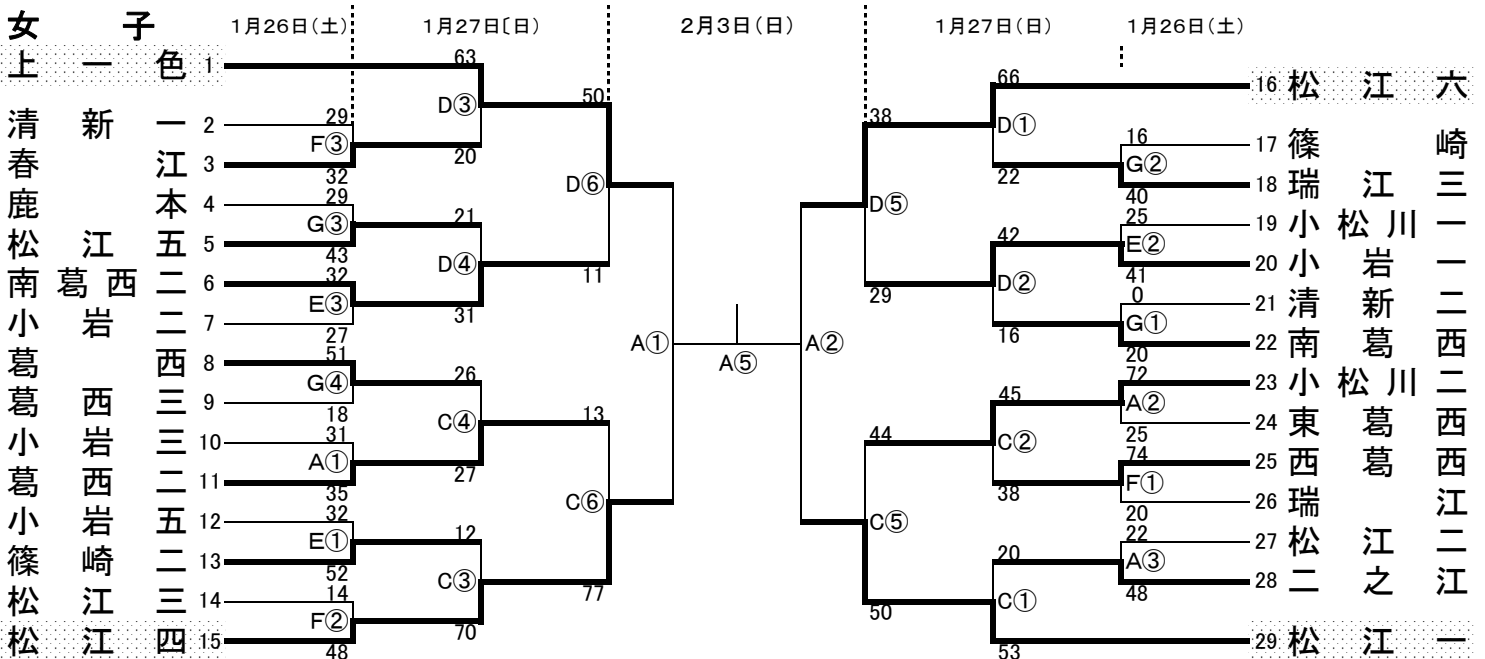 女 子 1月26日(土) 1月27日〔日〕 2月3日(日) 1月27日(日) 1月26日(土)
上一色 1
清新一 2
春江 3
鹿本 4
松江五 5
南葛西二 6
小岩二 7
葛西 8
葛西三 9
小岩三 10
葛西二 11
小岩五 12
篠崎二 13
松江三 14
松江四 15
29
F③
32
29
G③
43
32
E③
27
51
G④
18
31
A①
35
32
E①
52
14
F②
48
63
D③
20
21
D④
31
26
C④
27
12
C③
70
50
D⑥
11
13
C⑥
77
A①
A⑤
A②
38
D⑤
29
44
C⑤
50
66
D①
22
42
D②
16
45
C②
38
20
C①
53
16
G②
40
25
E②
41
0
G①
20
72
A②
25
74
F①
20
22
A③
48
16 松江六
17 篠崎
18 瑞江三
19 小松川一
20 小岩一
21 清新二
22 南葛西
23 小松川二
24 東葛西
25 西葛西
26 瑞江
27 松江二
28 二之江
29 松江一